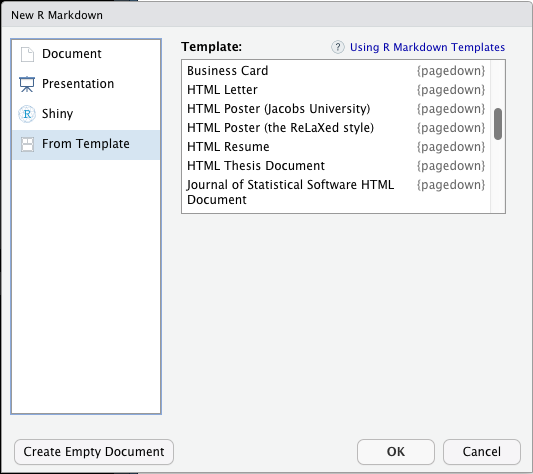 New R Markdown
Document
Presentation
R Shiny
From Template
Template:
? Using R Markdown Templates
Business Card {pagedown}
HTML Letter {pagedown}
HTML Poster (Jacobs University) {pagedown}
HTML Poster (the ReLaXed style) {pagedown}
HTML Resume {pagedown}
HTML Thesis Document {pagedown}
Journal of Statistical Software HTML {pagedown}
Document
Create Empty Document
OK
Cancel